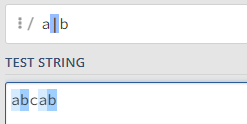 ⁝ / a|b
TEST STRING
abcab